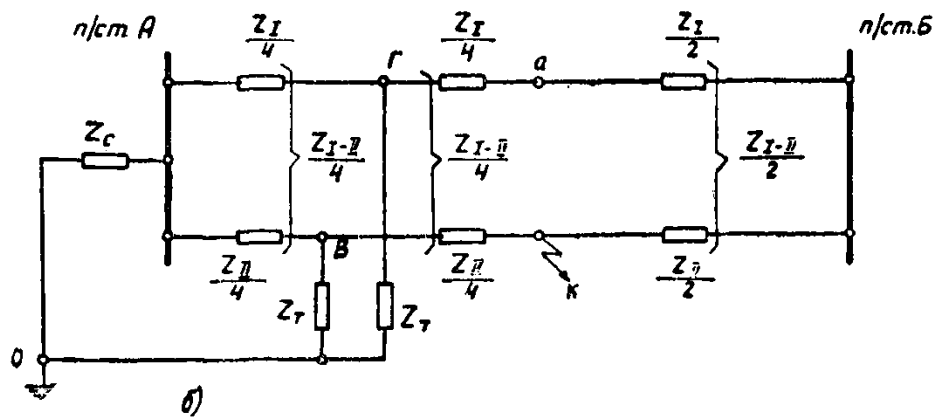 п/ст. А
Z_I/4
Z_I/4
Z_I/2
п/ст.Б
г
а
Z_с
Z_I-II/4
Z_I-II/4
Z_I-II/2
В
Z_II/4
Z_II/4
Z_II/2
к
Z_т
Z_т
0
б)